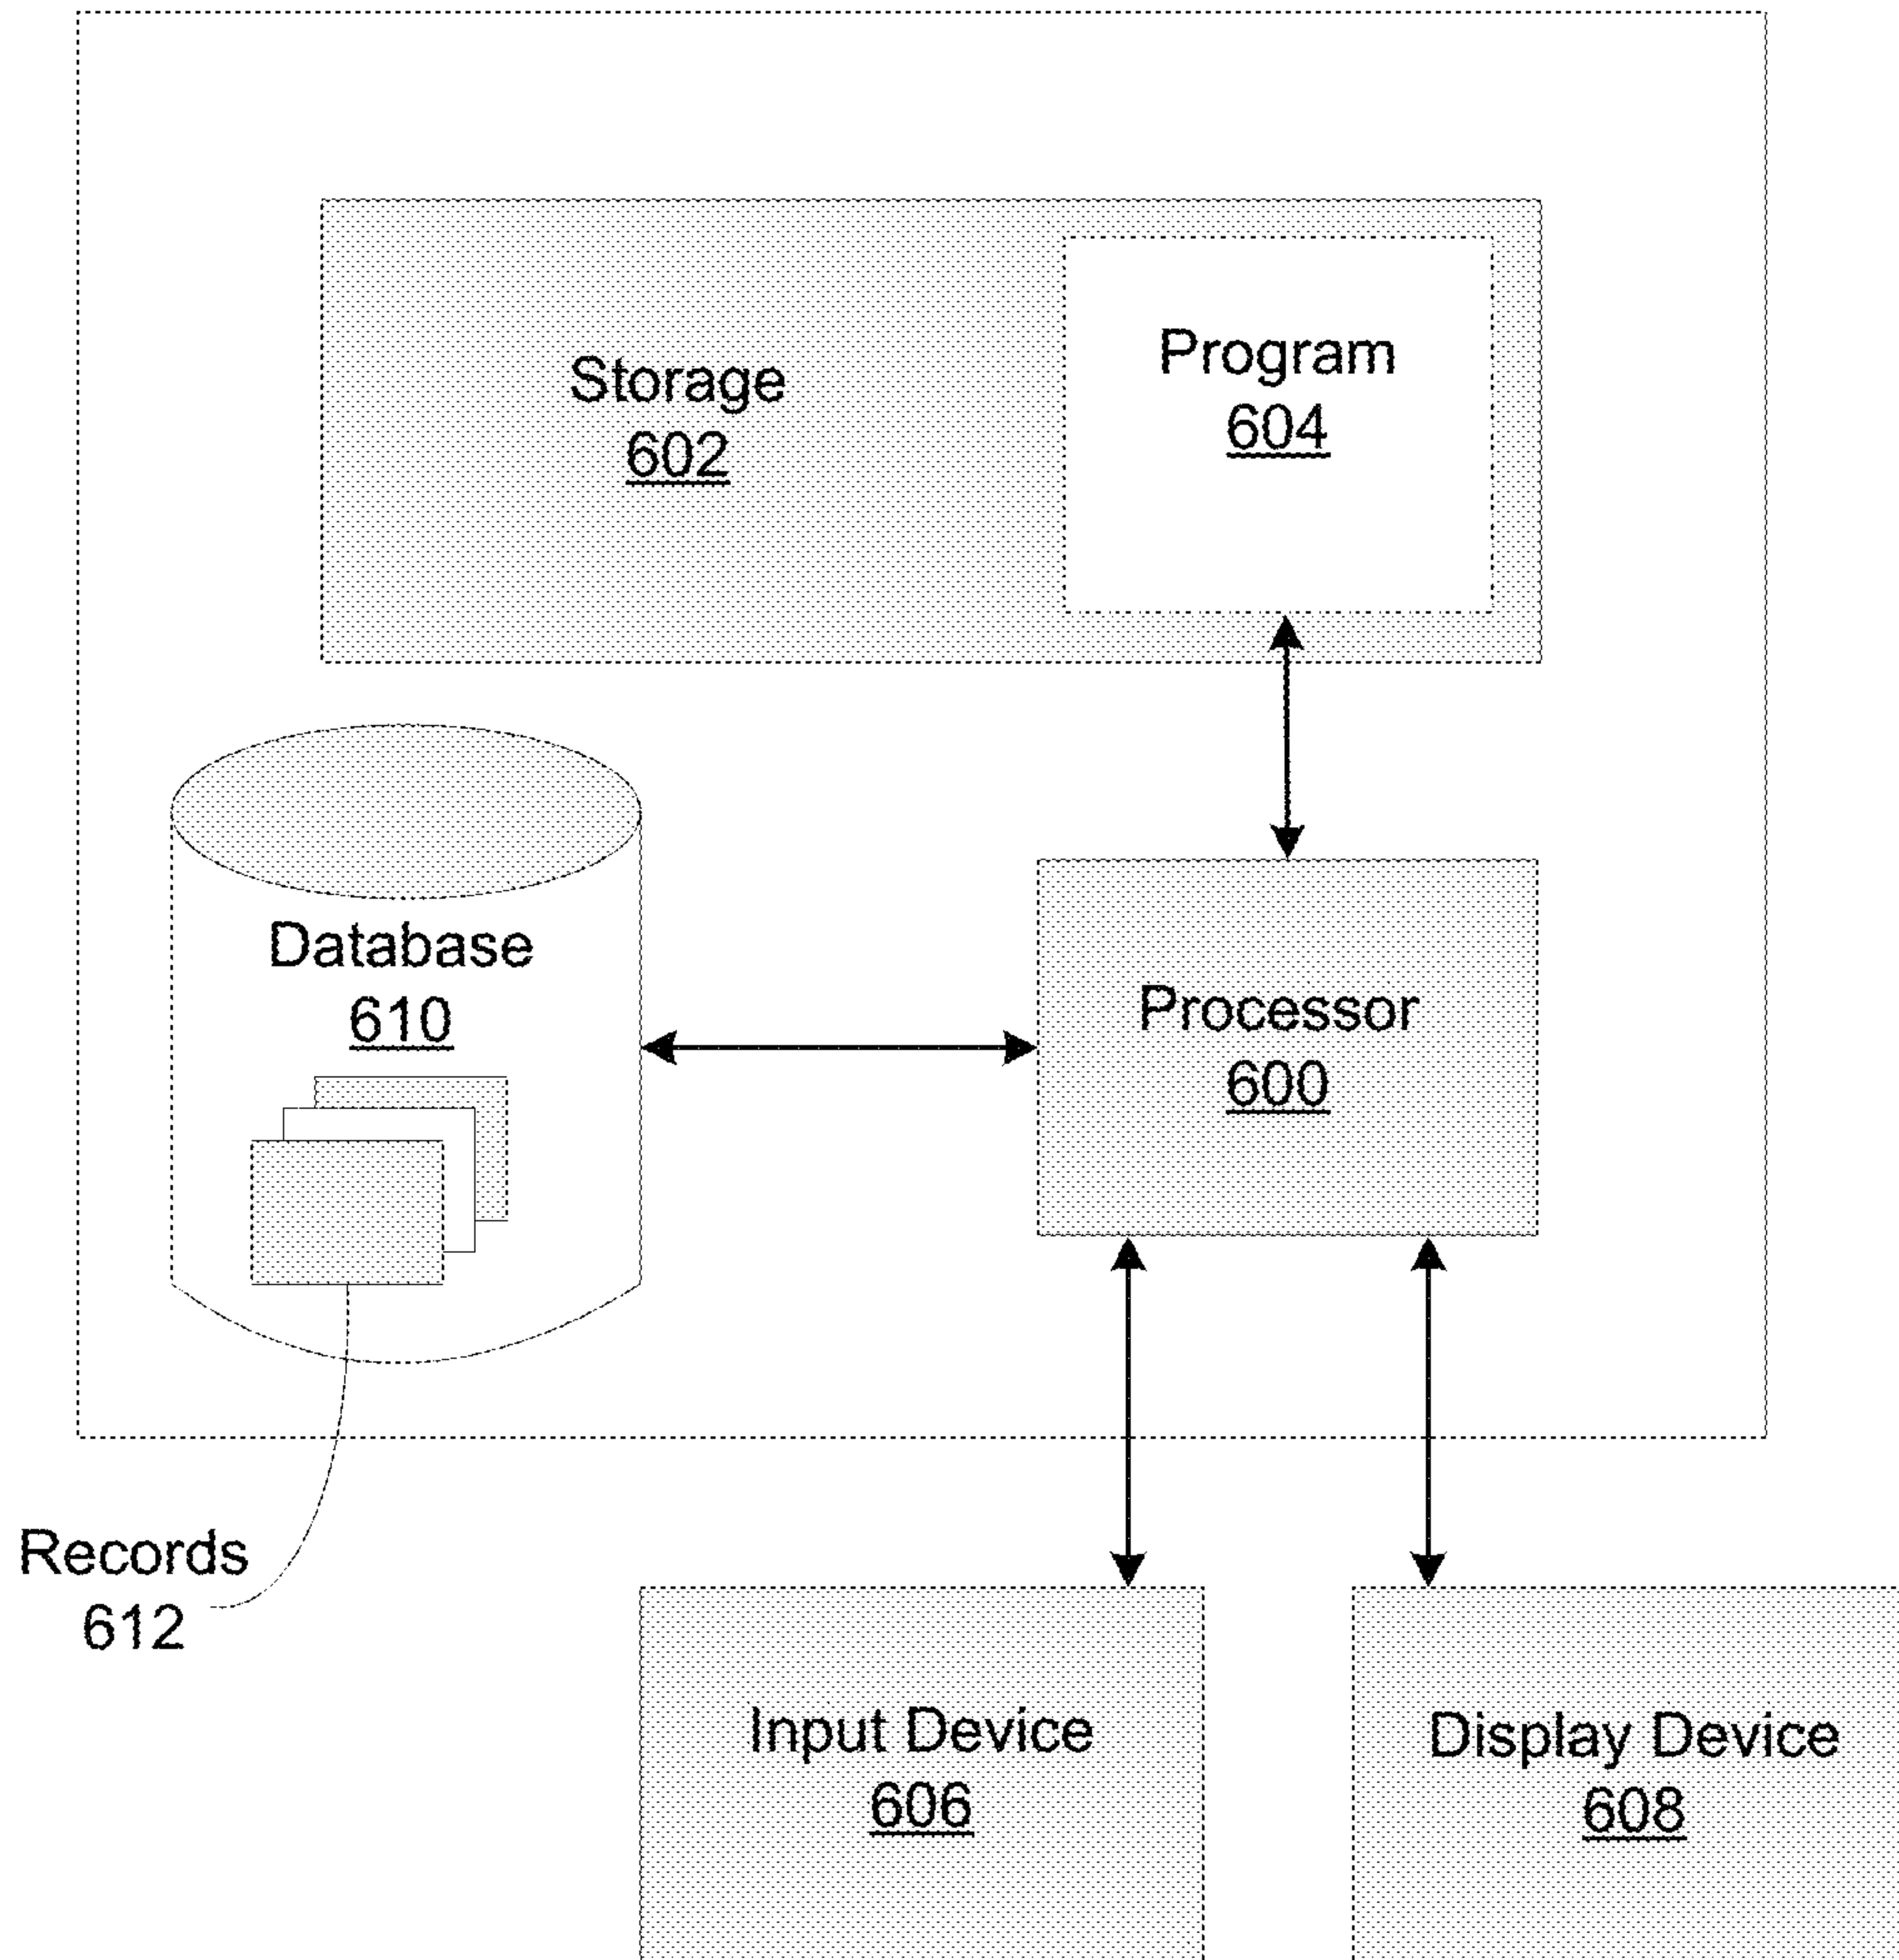 Storage
602
Program
604
Database
610
Processor
600
Records
612
Input Device
606
Display Device
608